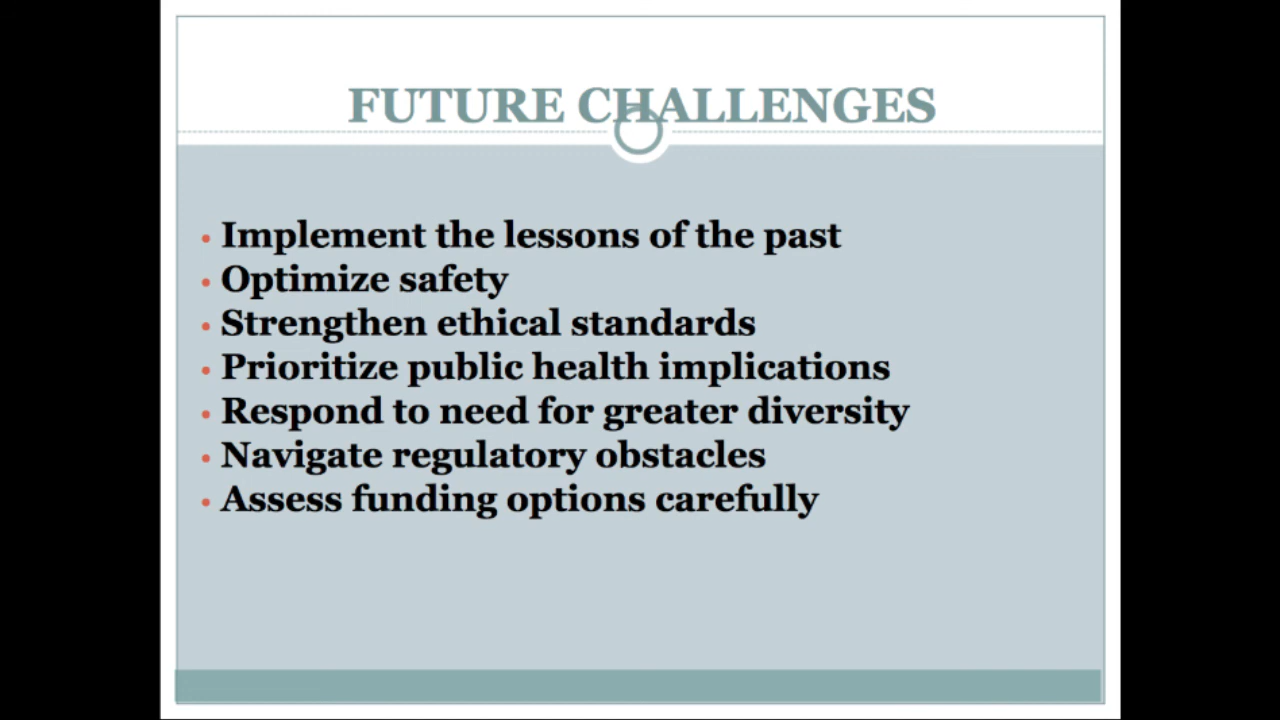 FUTURE CHALLENGES
• Implement the lessons of the past
• Optimize safety
• Strengthen ethical standards
• Prioritize public health implications
• Respond to need for greater diversity
• Navigate regulatory obstacles
• Assess funding options carefully